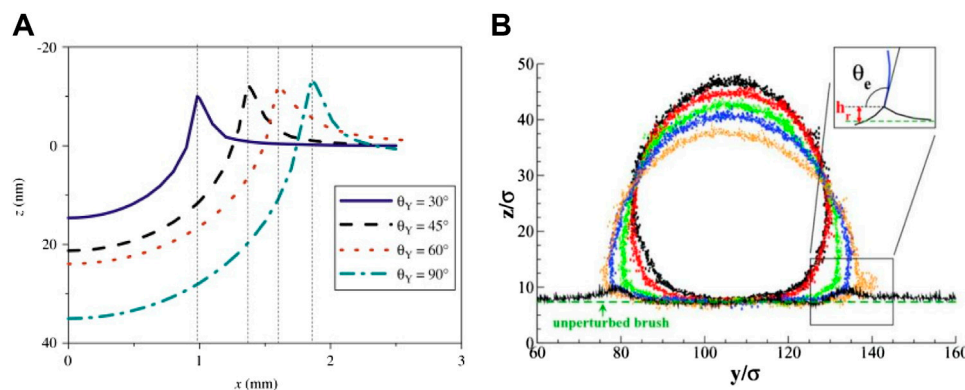 A
-20
0
20
40
z (mm)
0
1
2
3
x (mm)
θY = 30°
θY = 45°
θY = 60°
θY = 90°
B
50
40
30
20
10
0
z/σ
60
80
100
120
140
160
y/σ
unperturbed brush
θe
hr